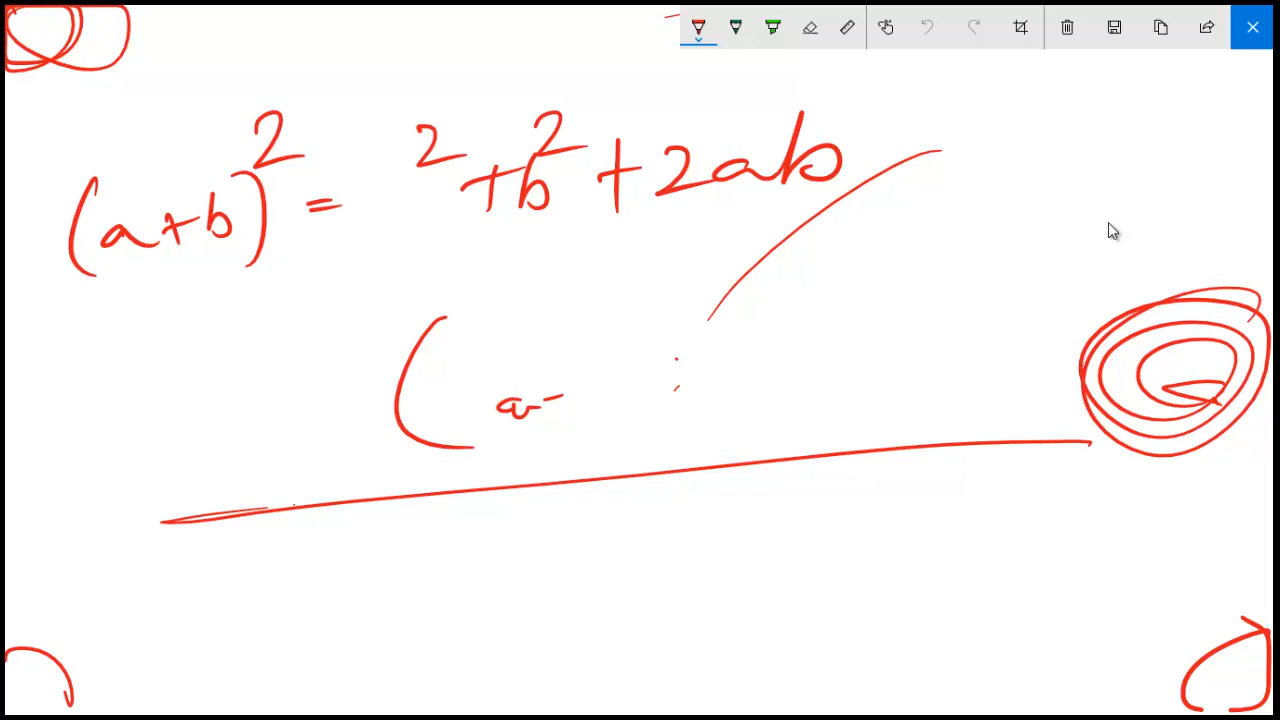 (a+b)² = ² +b² +2ab
( a-